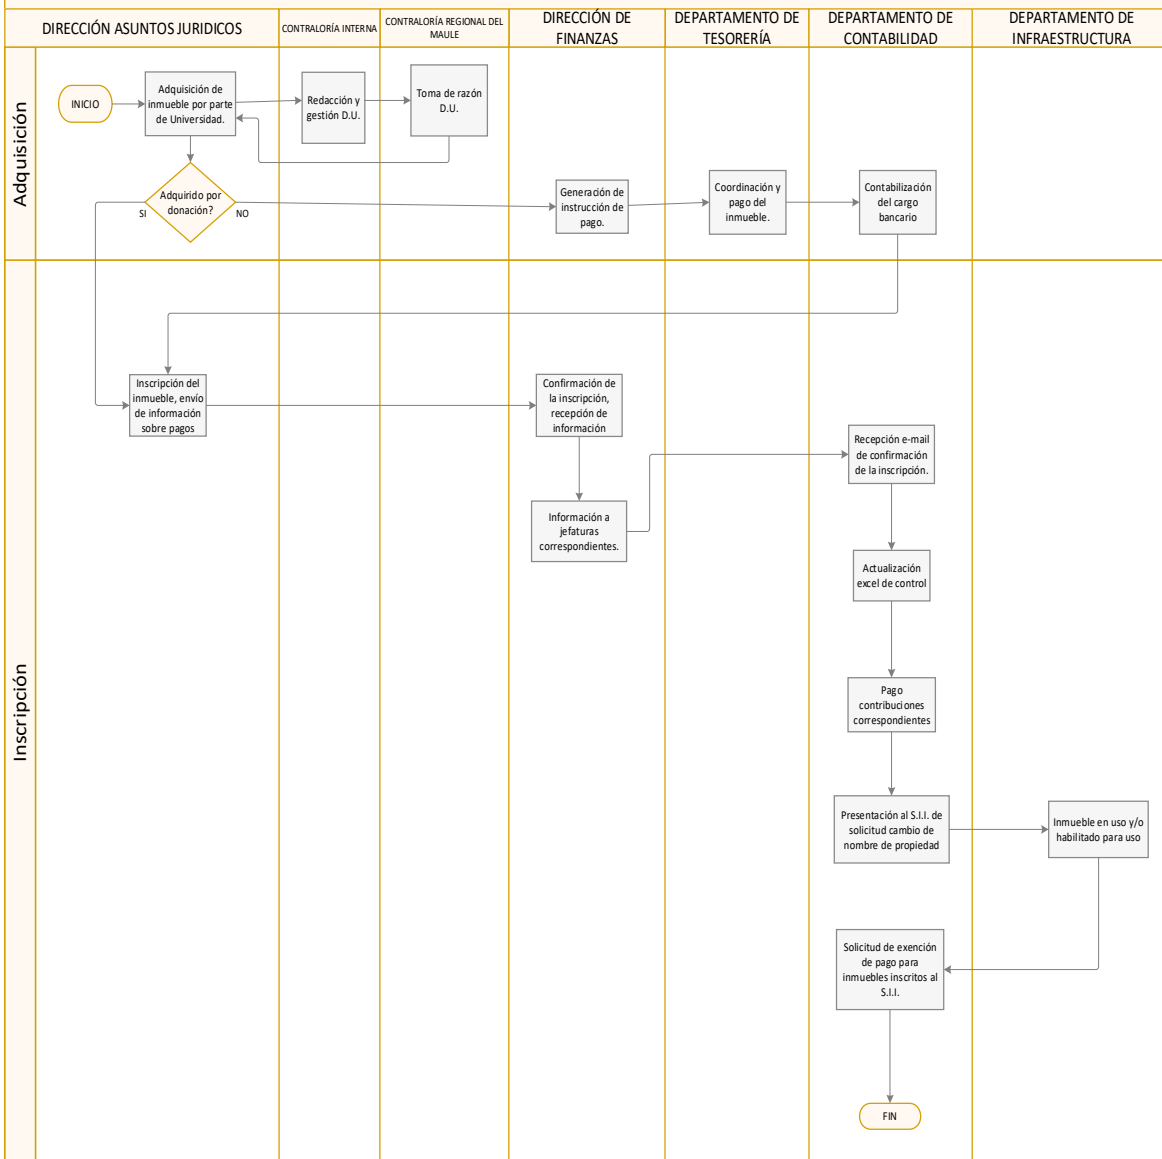 DIRECCIÓN ASUNTOS JURIDICOS
CONTRALORÍA INTERNA
CONTRALORÍA REGIONAL DEL
MAULE
DIRECCIÓN DE
FINANZAS
DEPARTAMENTO DE
TESORERÍA
DEPARTAMENTO DE
CONTABILIDAD
DEPARTAMENTO DE
INFRAESTRUCTURA
Adquisición
INICIO
Adquisición de
inmueble por parte
de Universidad.
Redacción y
gestión D.U.
Toma de razón
D.U.
Adquirido por
donación?
SI
NO
Generación de
instrucción de
pago.
Coordinación y
pago del
inmueble.
Contabilización
del cargo
bancario
Inscripción
Inscripción del
inmueble, envío
de información
sobre pagos
Confirmación de
la inscripción,
recepción de
información
Información a
jefaturas
correspondientes.
Recepción e-mail
de confirmación
de la inscripción.
Actualización
excel de control
Pago
contribuciones
correspondientes
Presentación al S.I.I. de
solicitud cambio de
nombre de propiedad
Inmueble en uso y/o
habilitado para uso
Solicitud de exención
de pago para
inmuebles inscritos al
S.I.I.
FIN